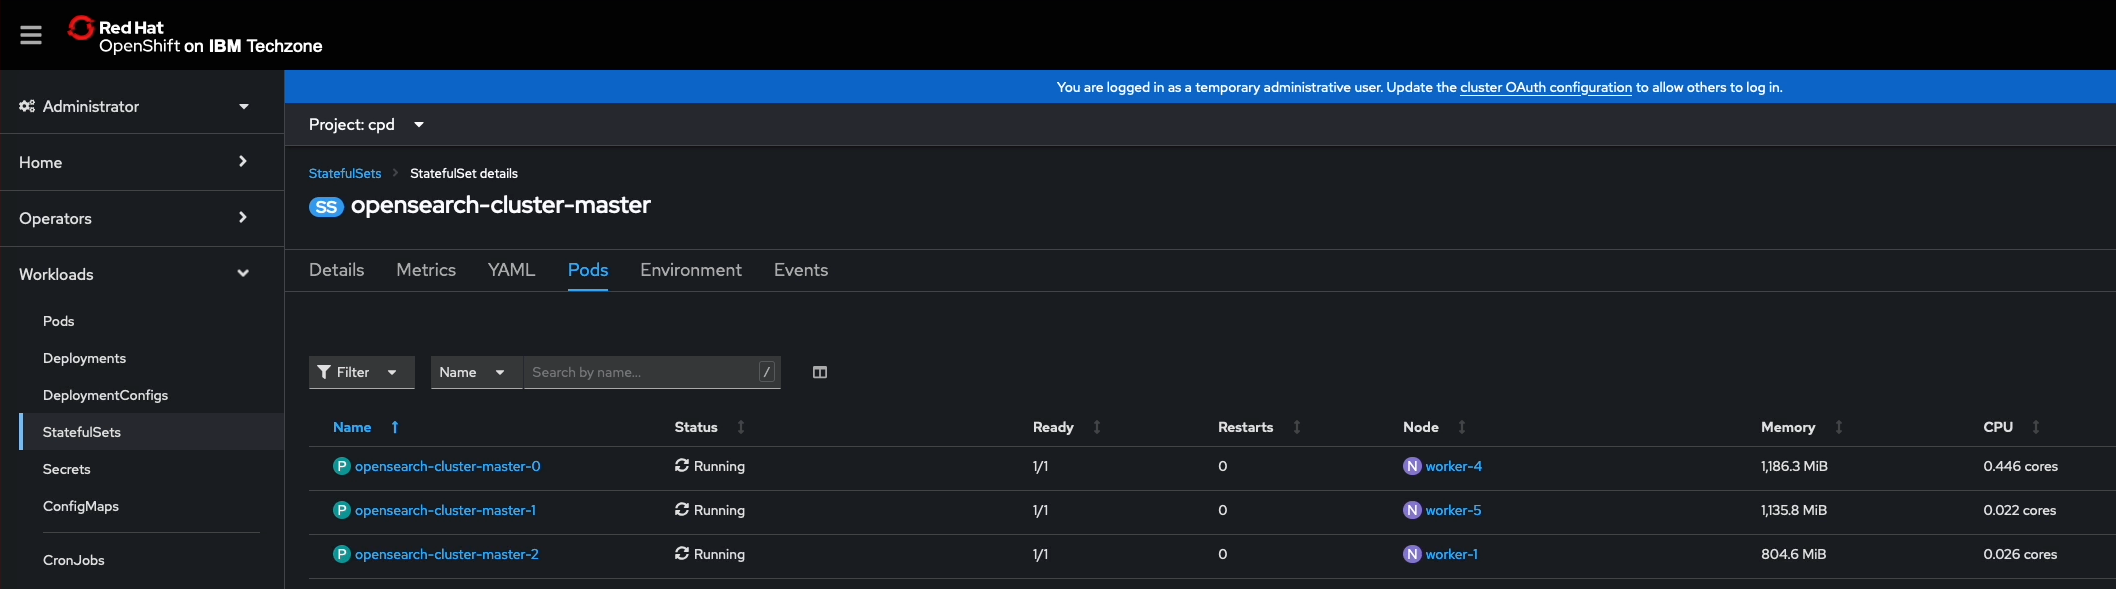 Red Hat
OpenShift on IBM Techzone
You are logged in as a temporary administrative user. Update the cluster OAuth configuration to allow others to log in.
Administrator
Home
Operators
Workloads
Pods
Deployments
DeploymentConfigs
StatefulSets
Secrets
ConfigMaps
CronJobs
Project: cpd
StatefulSets StatefulSet details
SS opensearch-cluster-master
Details Metrics YAML Pods Environment Events
Filter Name Search by name... /
Name Status Ready Restarts Node Memory CPU
P opensearch-cluster-master-0 Running 1/1 0 N worker-4 1,186.3 MiB 0.446 cores
P opensearch-cluster-master-1 Running 1/1 0 N worker-5 1,135.8 MiB 0.022 cores
P opensearch-cluster-master-2 Running 1/1 0 N worker-1 804.6 MiB 0.026 cores